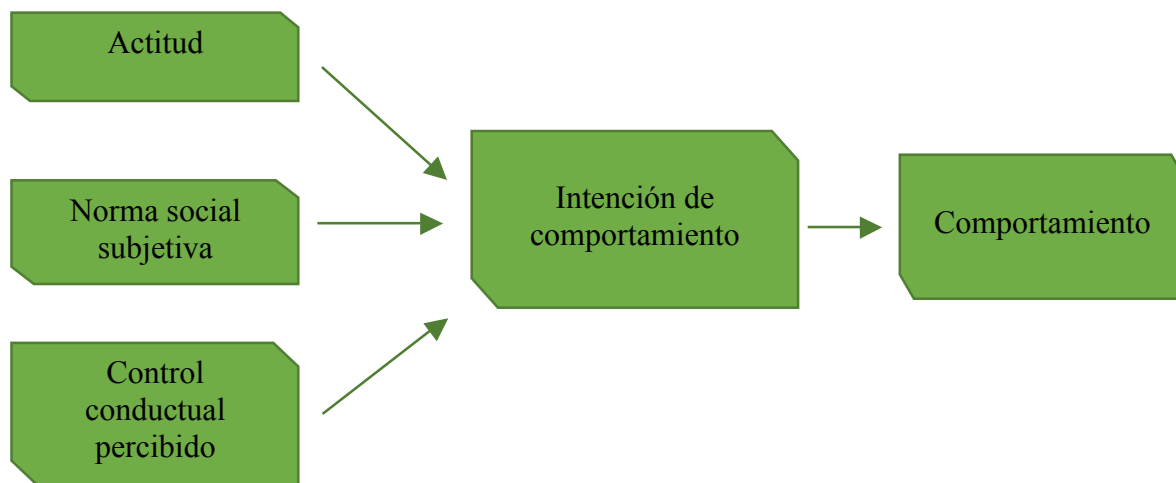 Actitud
Norma social
subjetiva
Control
conductual
percibido
Intención de
comportamiento
Comportamiento